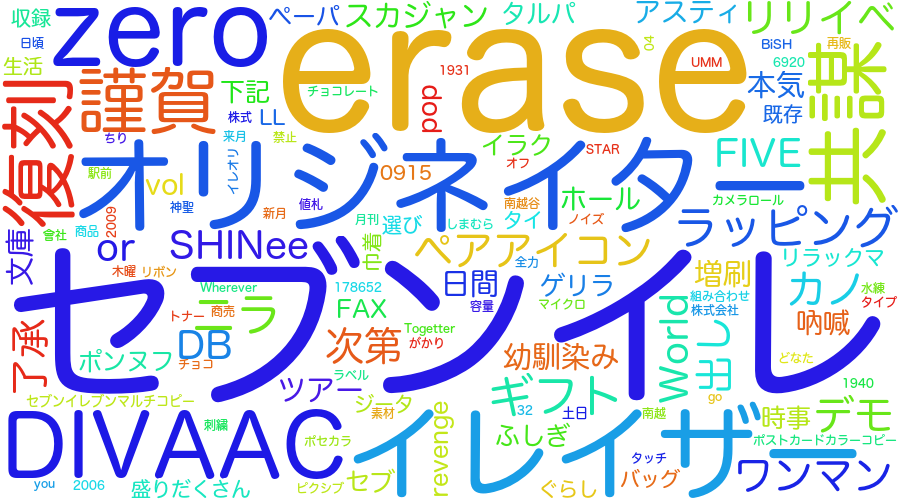 収録
日頃
生活
zero
ペーパ
スカジャン
タルパ
アスティ
リリイベ
erase
04
UMM
BiSH
再販
6920
1931
復刻
謹賀
下記
チョコレート
pop
本気
既存
共謀
ちり
株式
LL
来月
禁止
イレオリ
駅前
オリジネイター
イラク
オフ
STAR
FIVE
vol
神聖
新月
値札
0915
ホール
カメラロール
2009
月刊
選び
しまむら
南越谷
タイ
ノイズ
ラッピング
會社
商品
文庫
or
SHINee
巾着
ペアアイコン
全力
木曜
リボン
Wherever
178652
日間
容量
ゲリラ
増刷
リラックマ
組み合わせ
カノ
水練
タイプ
セブンイレ
ニラ
トナー
商売
FAX
マイクロ
株式会社
World
出し
吶喊
了承
DB
チョコ
次第
Togetter
がかり
幼馴染み
どなた
ポンヌフ
ツアー
ラベル
ギフト
go
1940
セブンイレブンマルチコピー
刺繍
ジータ
素材
32
土日
南越
時事
デモ
DIVAAC
ボセカラ
イレイザー
revenge
ふしぎ
ポストカードカラーコピー
you
2006
盛りだくさん
ピクシブ
セブ
ぐらし
タッチ
バッグ
ワンマン